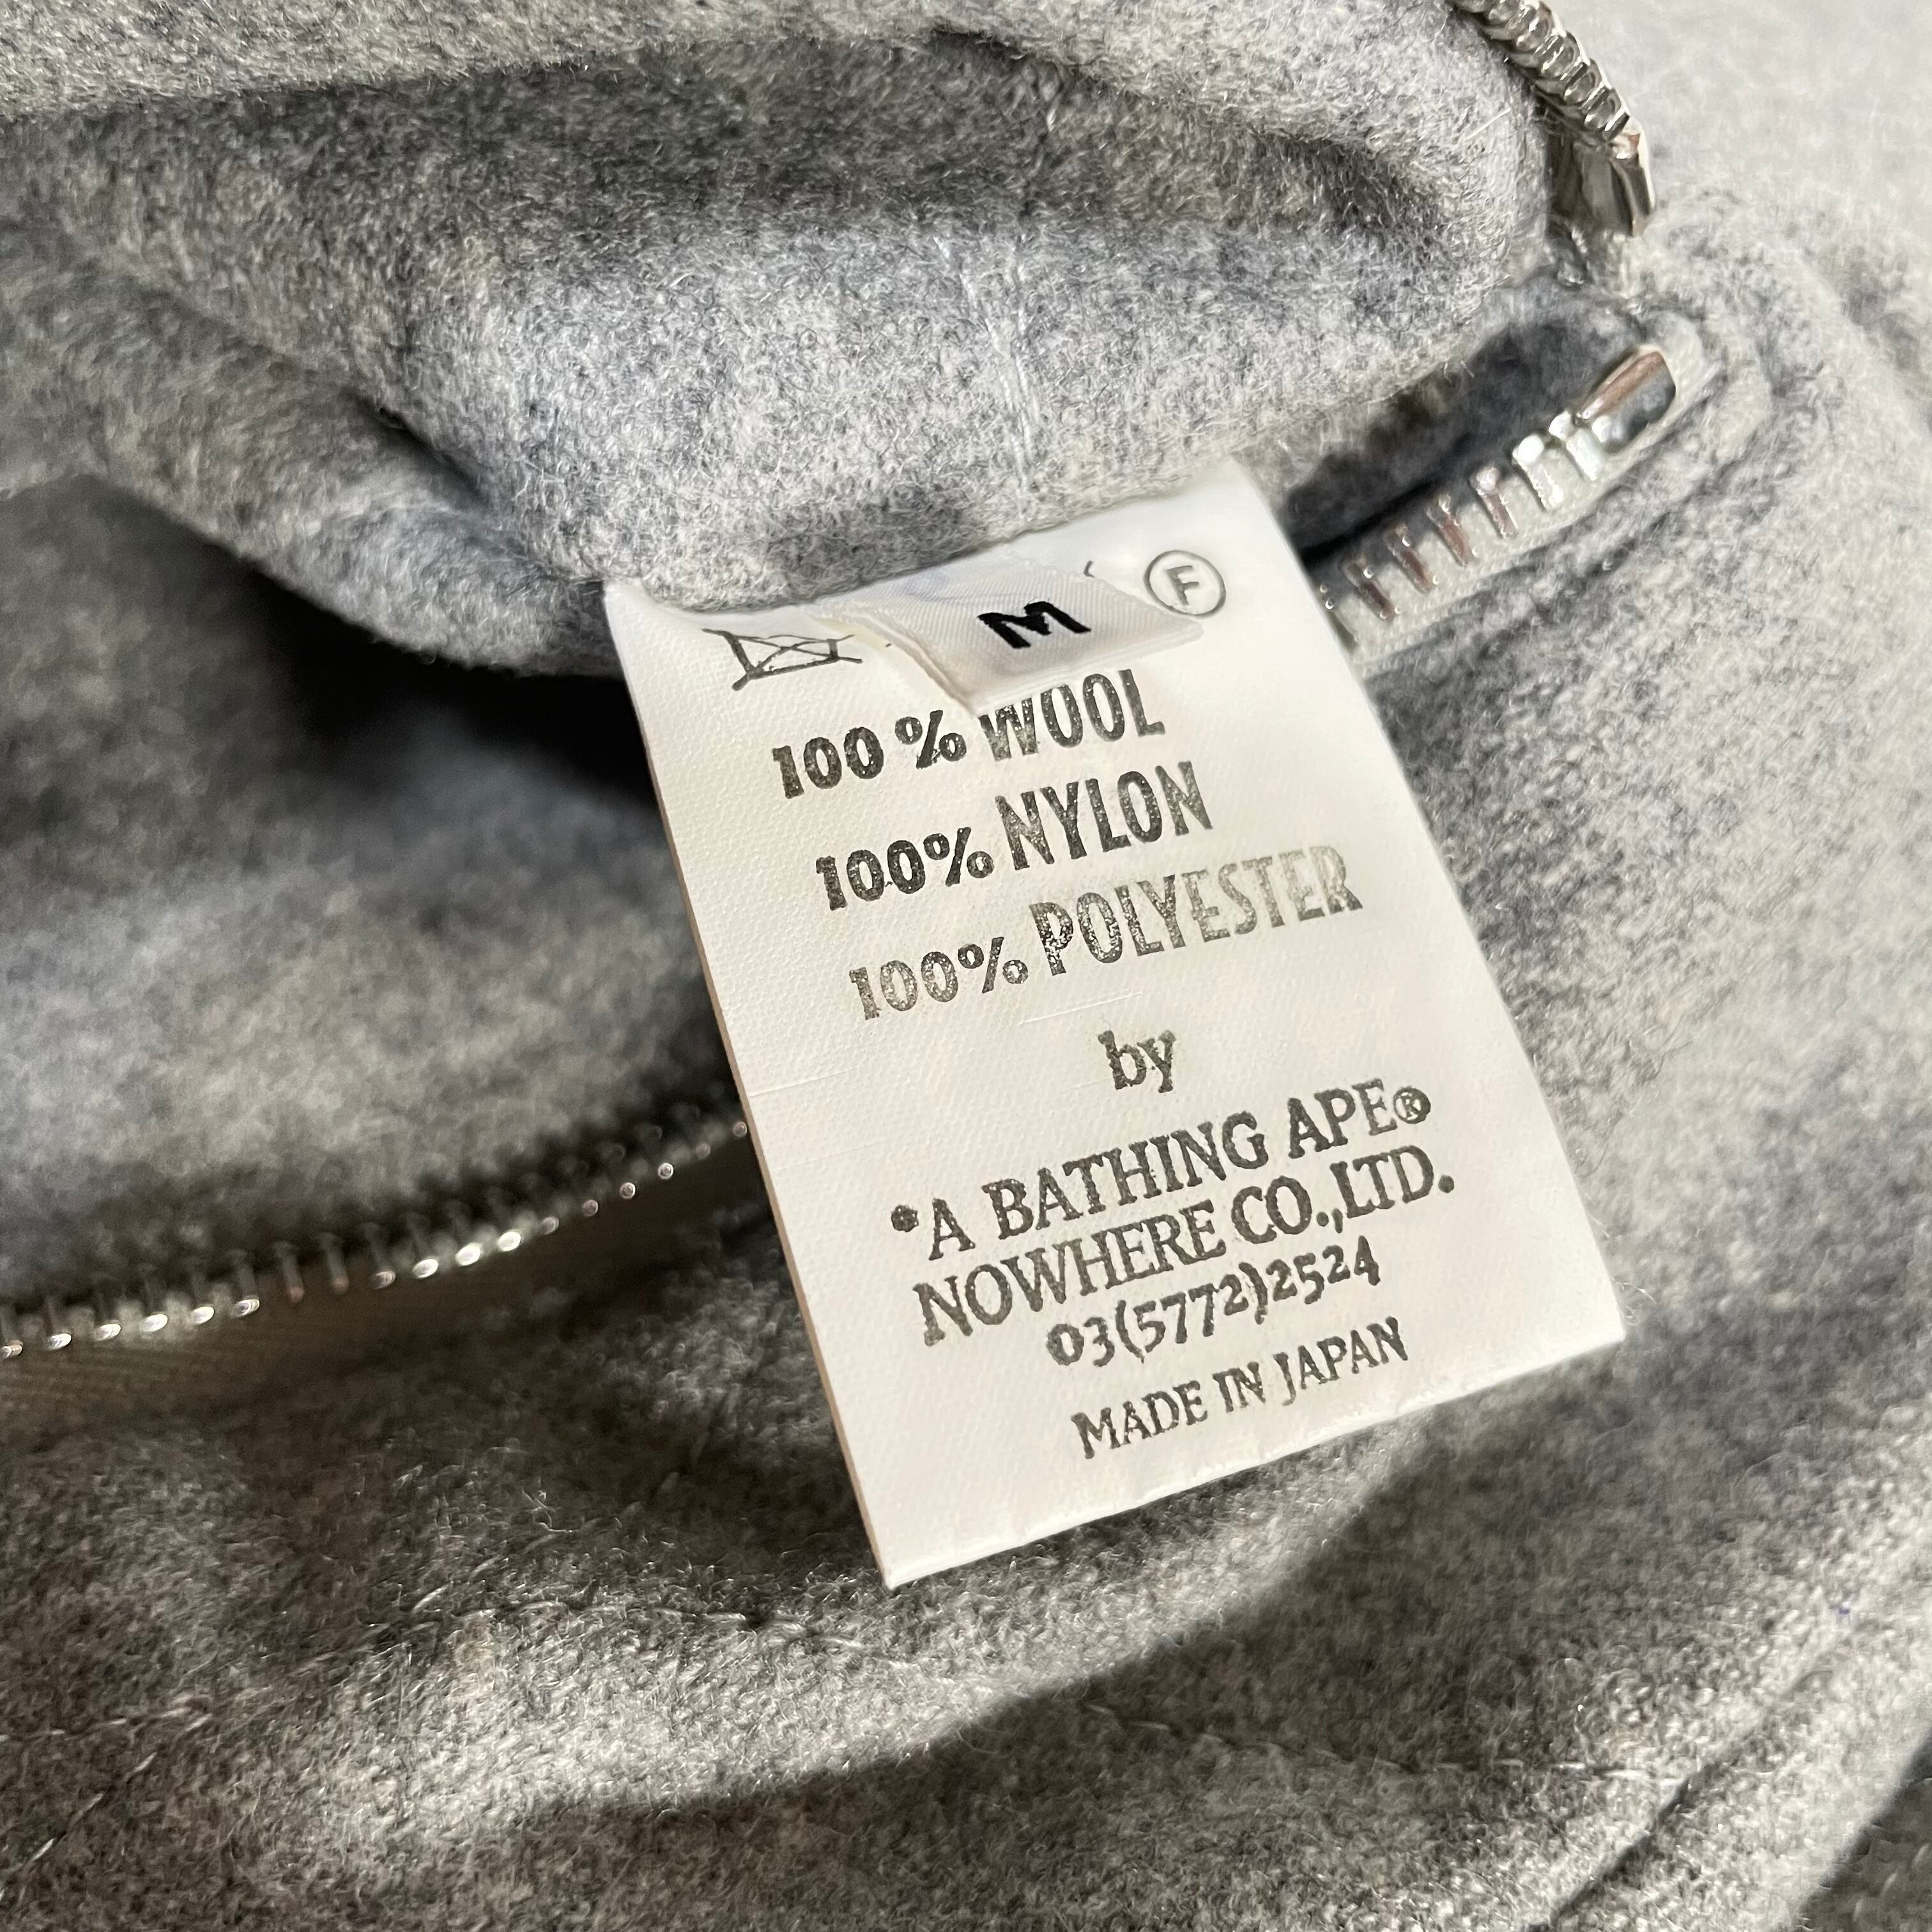 M
F
100% WOOL
100% NYLON
100% POLYESTER
by
•A BATHING APE®
NOWHERE CO.,LTD.
03(5772)2524
MADE IN JAPAN